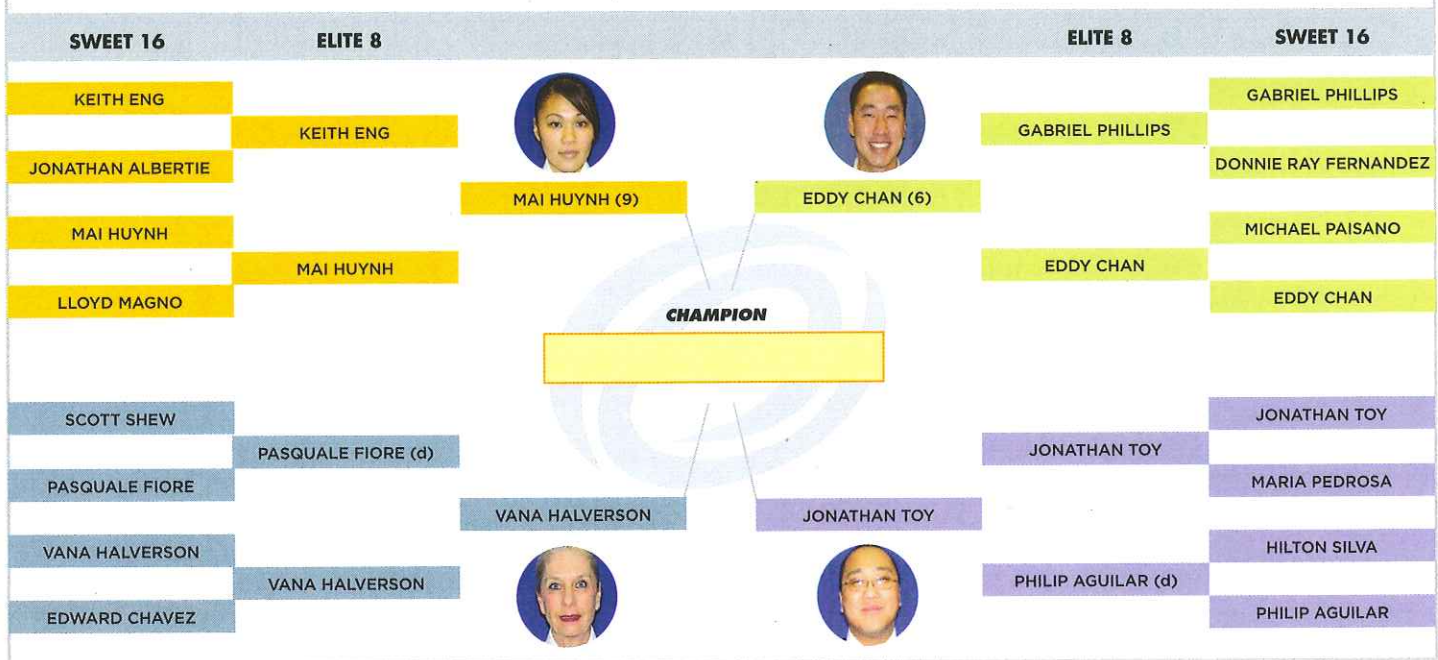 SWEET 16
ELITE 8
ELITE 8
SWEET 16
KEITH ENG
JONATHAN ALBERTIE
MAI HUYNH
LLOYD MAGNO
KEITH ENG
MAI HUYNH
MAI HUYNH (9)
EDDY CHAN (6)
GABRIEL PHILLIPS
EDDY CHAN
GABRIEL PHILLIPS
DONNIE RAY FERNANDEZ
MICHAEL PAISANO
EDDY CHAN
CHAMPION
SCOTT SHEW
PASQUALE FIORE
VANA HALVERSON
EDWARD CHAVEZ
PASQUALE FIORE (d)
VANA HALVERSON
VANA HALVERSON
JONATHAN TOY
JONATHAN TOY
PHILIP AGUILAR (d)
JONATHAN TOY
MARIA PEDROSA
HILTON SILVA
PHILIP AGUILAR